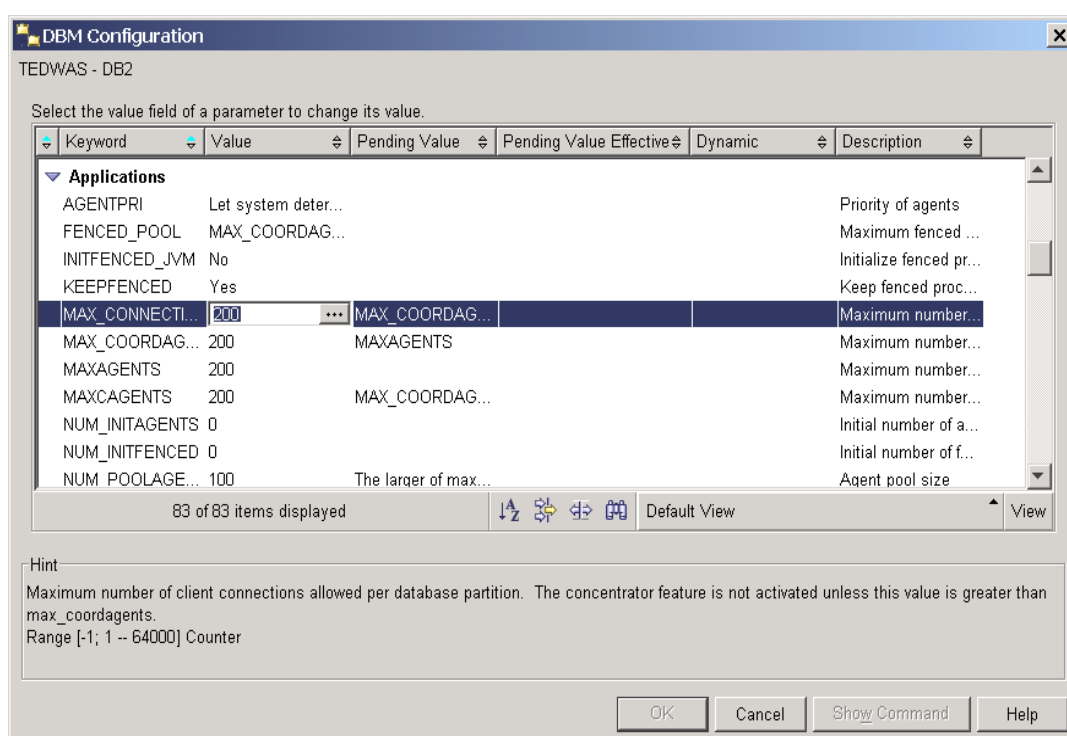 DBM Configuration
TEDWAS - DB2
Select the value field of a parameter to change its value.
Keyword Value Pending Value Pending Value Effective Dynamic Description
Applications
AGENTPRI Let system deter... Priority of agents
FENCED_POOL MAX_COORDAG... Maximum fenced ...
INITFENCED_JVM No Initialize fenced pr...
KEEPFENCED Yes Keep fenced proc...
MAX_CONNECTI... 200 ... MAX_COORDAG... Maximum number...
MAX_COORDAG... 200 MAXAGENTS Maximum number...
MAXAGENTS 200 Maximum number...
MAXCAGENTS 200 MAX_COORDAG... Maximum number...
NUM_INITAGENTS 0 Initial number of a...
NUM_INITFENCED 0 Initial number of f...
NUM_POOLAGE... 100 The larger of max... Agent pool size
83 of 83 items displayed Default View View
Hint
Maximum number of client connections allowed per database partition. The concentrator feature is not activated unless this value is greater than
max_coordagents.
Range [-1; 1 -- 64000] Counter
OK Cancel Show Command Help